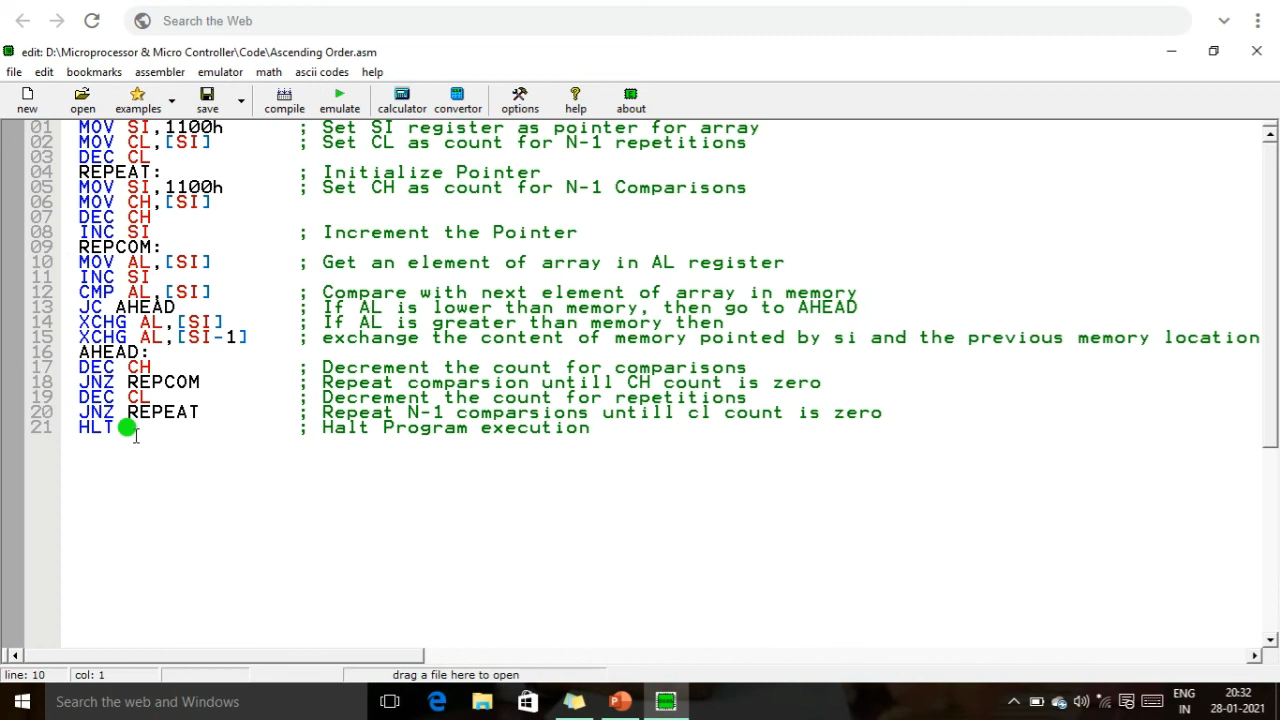 Search the Web
edit: D:\Microprocessor & Micro Controller\Code\Ascending Order.asm
file edit bookmarks assembler emulator math ascii codes help
new open examples save compile emulate calculator convertor options help about
01 MOV SI,1100h ; Set SI register as pointer for array
02 MOV CL,[SI] ; Set CL as count for N-1 repetitions
03 DEC CL
04 REPEAT: ; Initialize Pointer
05 MOV SI,1100h ; Set CH as count for N-1 Comparisons
06 MOV CH,[SI]
07 DEC CH
08 INC SI ; Increment the Pointer
09 REPCOM:
10 MOV AL,[SI] ; Get an element of array in AL register
11 INC SI
12 CMP AL,[SI] ; Compare with next element of array in memory
13 JC AHEAD ; If AL is lower than memory, then go to AHEAD
14 XCHG AL,[SI] ; If AL is greater than memory then
15 XCHG AL,[SI-1] ; exchange the content of memory pointed by si and the previous memory location
16 AHEAD:
17 DEC CH ; Decrement the count for comparisons
18 JNZ REPCOM ; Repeat comparsion untill CH count is zero
19 DEC CL ; Decrement the count for repetitions
20 JNZ REPEAT ; Repeat N-1 comparsions untill cl count is zero
21 HLT ; Halt Program execution
line: 10 col: 1 drag a file here to open
Search the web and Windows
ENG 20:32
IN 28-01-2021